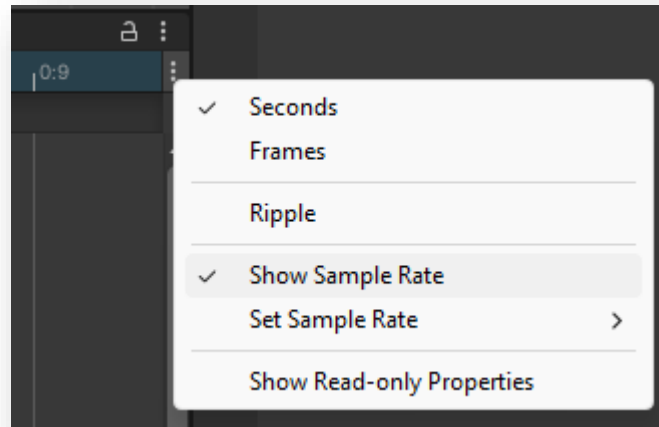 0:9
Seconds
Frames
Ripple
Show Sample Rate
Set Sample Rate
Show Read-only Properties